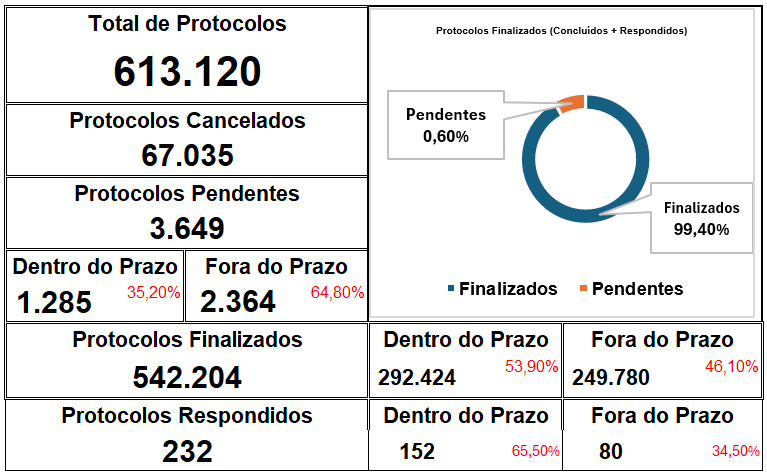 Total de Protocolos
613.120
Protocolos Cancelados
67.035
Protocolos Pendentes
3.649
Dentro do Prazo
1.285
35,20%
Fora do Prazo
2.364
64,80%
Protocolos Finalizados (Concluídos + Respondidos)
Pendentes
0,60%
Finalizados
99,40%
Finalizados
Pendentes
Protocolos Finalizados
542.204
Dentro do Prazo
292.424
53,90%
Fora do Prazo
249.780
46,10%
Protocolos Respondidos
232
Dentro do Prazo
152
65,50%
Fora do Prazo
80
34,50%